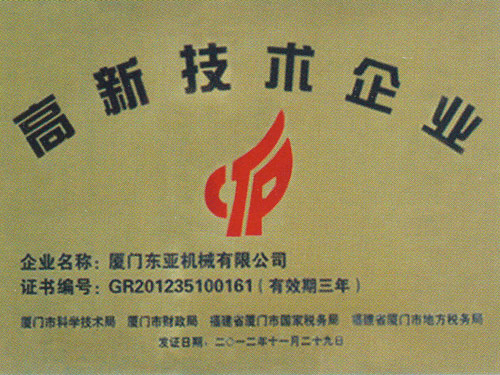 高新技术企业
企业名称：厦门东亚机械有限公司
证书编号：GR201235100161（有效期三年）
厦门市科学技术局 厦门市财政局 福建省厦门市国家税务局 福建省厦门市地方税务局
发证日期：二〇一二年十一月二十九日